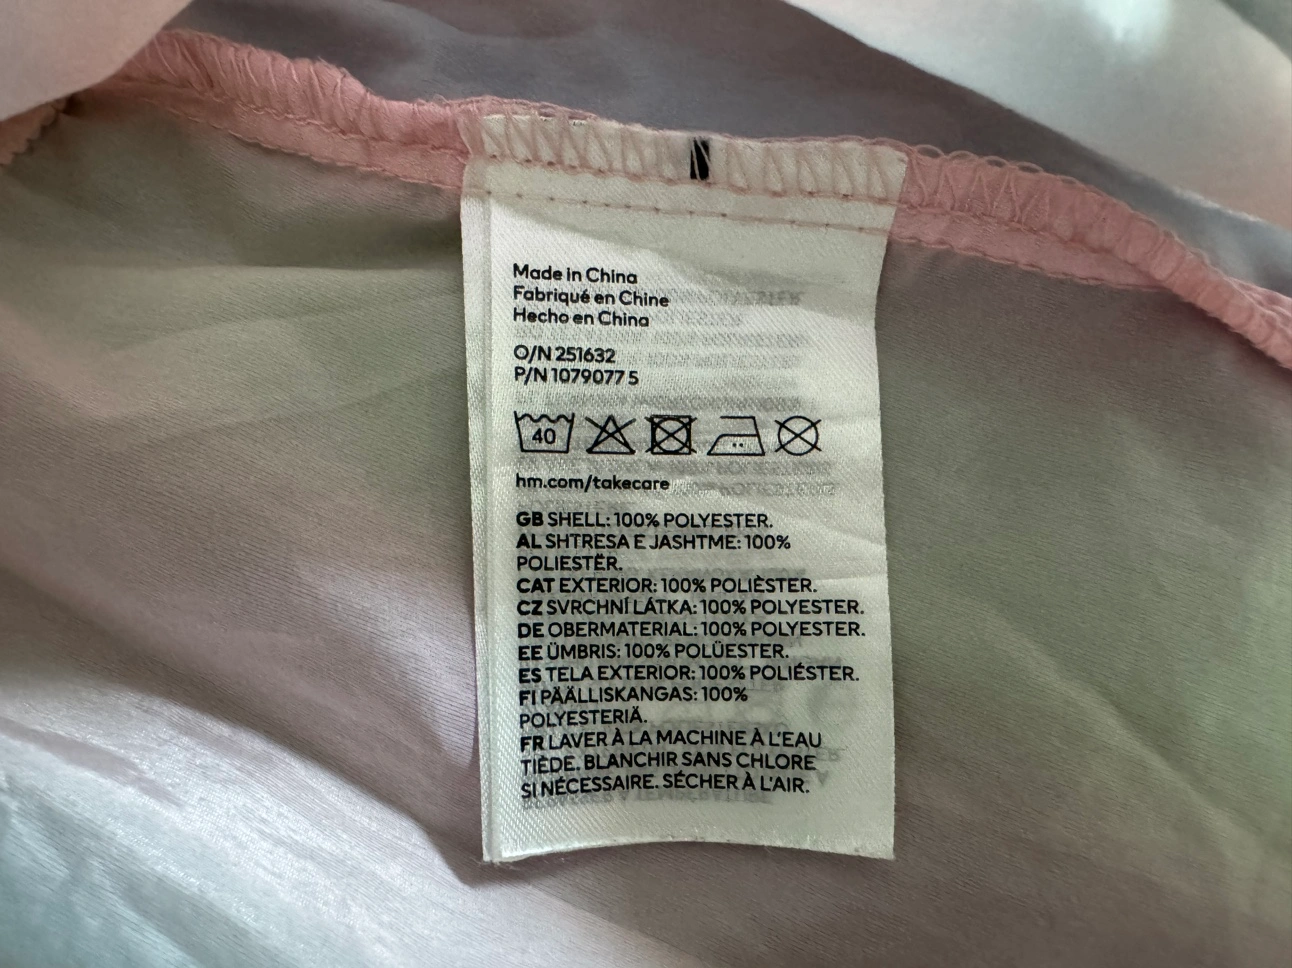 Made in China
Fabriqué en Chine
Hecho en China
O/N 251632
P/N 1079077 5
40
hm.com/takecare
GB SHELL: 100% POLYESTER.
AL SHTRESA E JASHTME: 100%
POLIESTËR.
CAT EXTERIOR: 100% POLIÈSTER.
CZ SVRCHNÍ LÁTKA: 100% POLYESTER.
DE OBERMATERIAL: 100% POLYESTER.
EE ÜMBRIS: 100% POLÜESTER.
ES TELA EXTERIOR: 100% POLIÉSTER.
FI PÄÄLLISKANGAS: 100%
POLYESTERIÄ.
FR LAVER À LA MACHINE À L'EAU
TIÈDE. BLANCHIR SANS CHLORE
SI NÉCESSAIRE. SÉCHER À L'AIR.